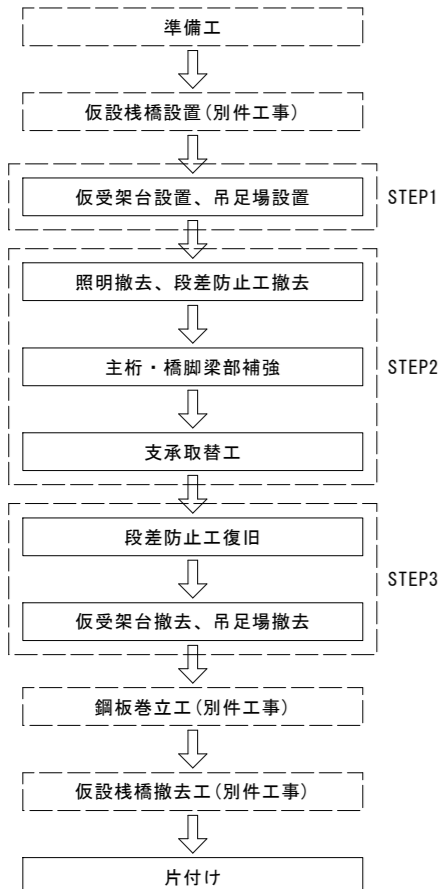 準備工
仮設桟橋設置(別件工事)
仮受架台設置、吊足場設置
STEP1
照明撤去、段差防止工撤去
主桁・橋脚梁部補強
STEP2
支承取替工
段差防止工復旧
STEP3
仮受架台撤去、吊足場撤去
鋼板巻立工(別件工事)
仮設桟橋撤去工(別件工事)
片付け